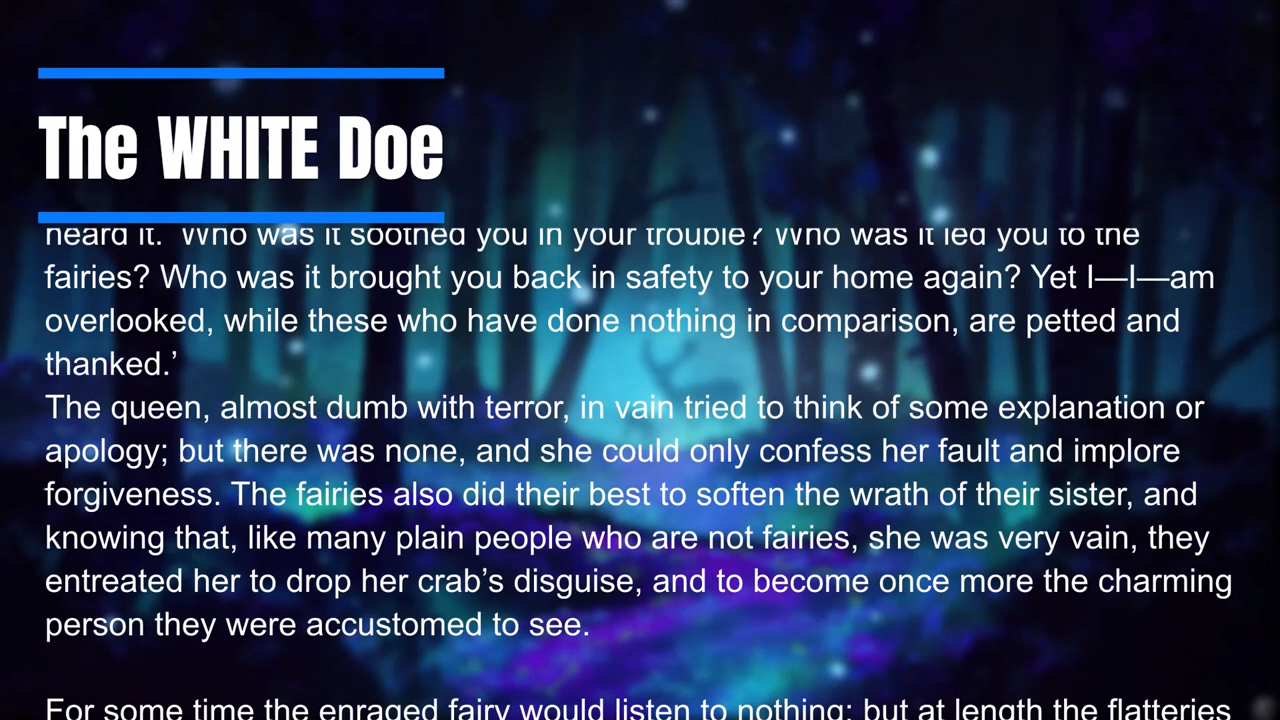 The WHITE Doe
heard it. Who was it soothed you in your trouble? Who was it led you to the
fairies? Who was it brought you back in safety to your home again? Yet I—I—am
overlooked, while these who have done nothing in comparison, are petted and
thanked.’
The queen, almost dumb with terror, in vain tried to think of some explanation or
apology; but there was none, and she could only confess her fault and implore
forgiveness. The fairies also did their best to soften the wrath of their sister, and
knowing that, like many plain people who are not fairies, she was very vain, they
entreated her to drop her crab’s disguise, and to become once more the charming
person they were accustomed to see.
For some time the enraged fairy would listen to nothing; but at length the flatteries